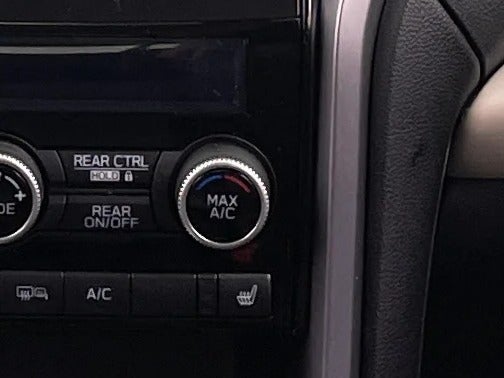 REAR CTRL
HOLD
REAR
ON/OFF
MAX
A/C
A/C